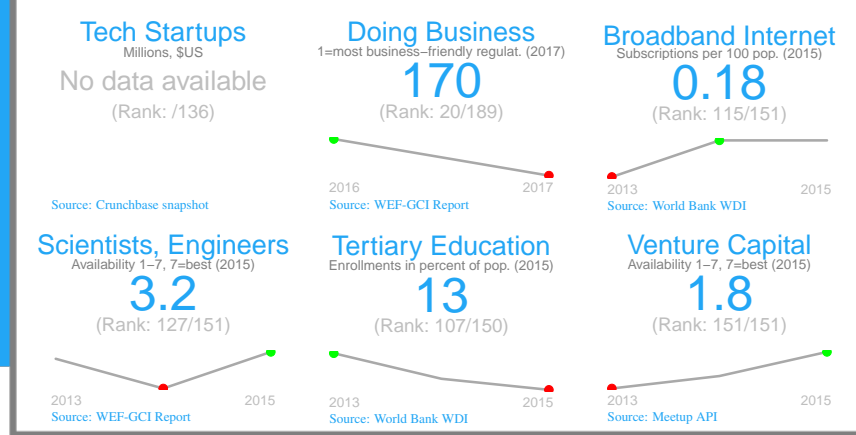 Tech Startups
Millions, $US
No data available
(Rank: /136)
Source: Crunchbase snapshot
Doing Business
1=most business−friendly regulat. (2017)
170
(Rank: 20/189)
2016 2017
Source: WEF-GCI Report
Broadband Internet
Subscriptions per 100 pop. (2015)
0.18
(Rank: 115/151)
2013 2015
Source: World Bank WDI
Scientists, Engineers
Availability 1−7, 7=best (2015)
3.2
(Rank: 127/151)
2013 2015
Source: WEF-GCI Report
Tertiary Education
Enrollments in percent of pop. (2015)
13
(Rank: 107/150)
2013 2015
Source: World Bank WDI
Venture Capital
Availability 1−7, 7=best (2015)
1.8
(Rank: 151/151)
2013 2015
Source: Meetup API